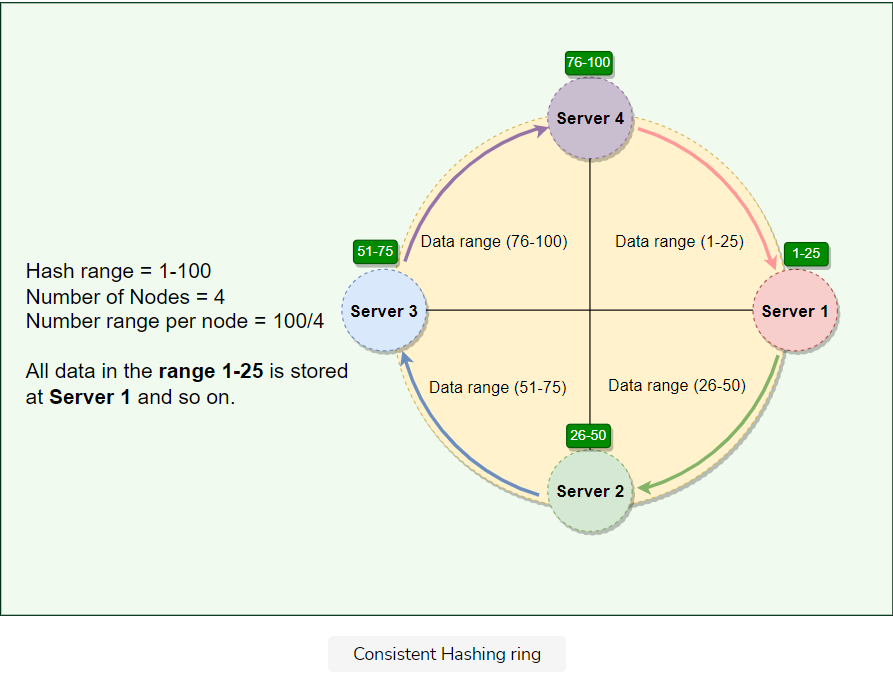 76-100
Server 4
Data range (76-100)
Data range (1-25)
51-75
1-25
Hash range = 1-100
Number of Nodes = 4
Number range per node = 100/4
Server 3
Server 1
All data in the range 1-25 is stored
at Server 1 and so on.
Data range (51-75)
Data range (26-50)
26-50
Server 2
Consistent Hashing ring